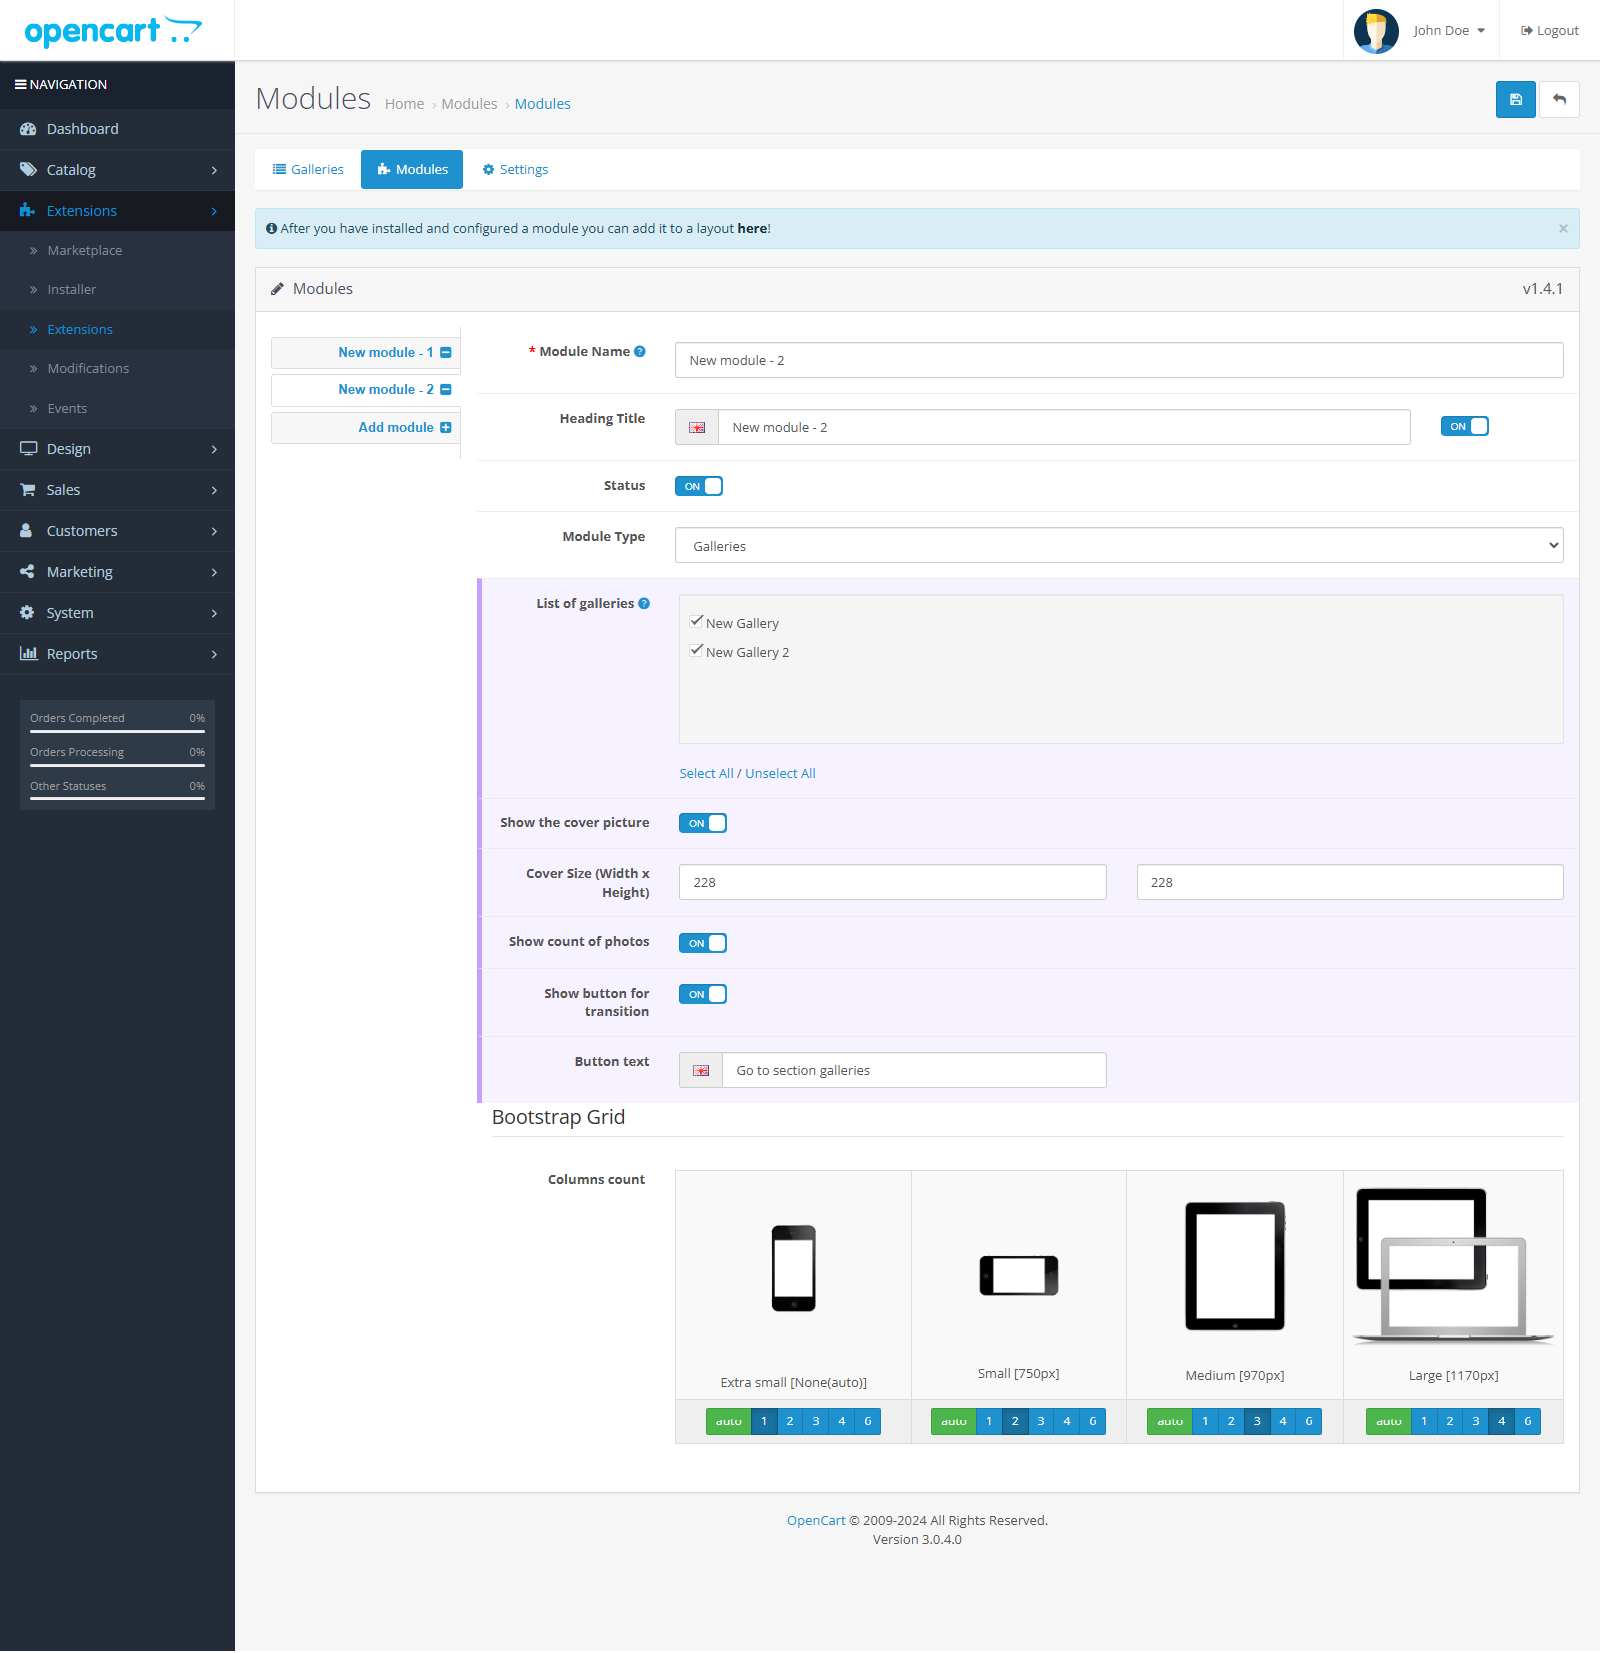 opencart
John Doe
Logout
NAVIGATION
Dashboard
Catalog
Extensions
Marketplace
Installer
Extensions
Modifications
Events
Design
Sales
Customers
Marketing
System
Reports
Orders Completed 0%
Orders Processing 0%
Other Statuses 0%
Modules Home › Modules › Modules
Galleries Modules Settings
After you have installed and configured a module you can add it to a layout here!
Modules v1.4.1
New module - 1
New module - 2
Add module
* Module Name New module - 2
Heading Title New module - 2 ON
Status ON
Module Type Galleries
List of galleries
New Gallery
New Gallery 2
Select All / Unselect All
Show the cover picture ON
Cover Size (Width x
Height)
228 228
Show count of photos ON
Show button for
transition
ON
Button text Go to section galleries
Bootstrap Grid
Columns count
Extra small [None(auto)] Small [750px] Medium [970px] Large [1170px]
auto 1 2 3 4 6 auto 1 2 3 4 6 auto 1 2 3 4 6 auto 1 2 3 4 6
OpenCart © 2009-2024 All Rights Reserved.
Version 3.0.4.0